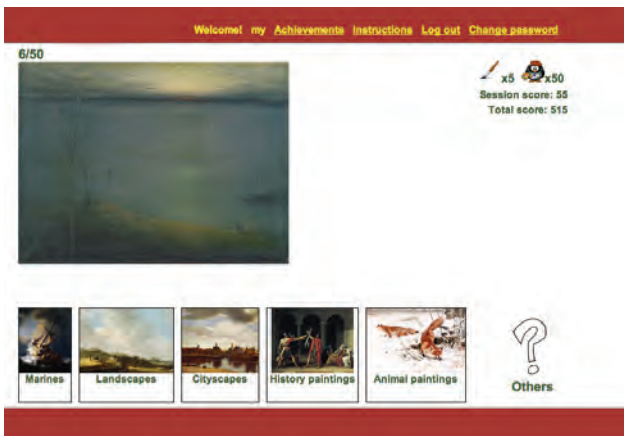 Welcome! my Achievements Instructions Log out Change password
6/50
x5 x50
Session score: 55
Total score: 515
Marines Landscapes Cityscapes History paintings Animal paintings Others